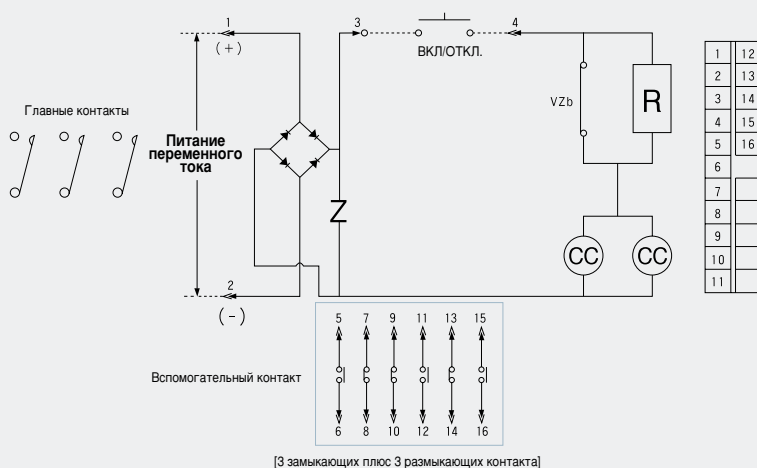 1
(+)
3
4
ВКЛ/ОТКЛ.
Главные контакты
Питание
переменного
тока
VZb
R
Z
CC CC
2
(-)
5 7 9 11 13 15
Вспомогательный контакт
6 8 10 12 14 16
[3 замыкающих плюс 3 размыкающих контакта]
1 12
2 13
3 14
4 15
5 16
6
7
8
9
10
11